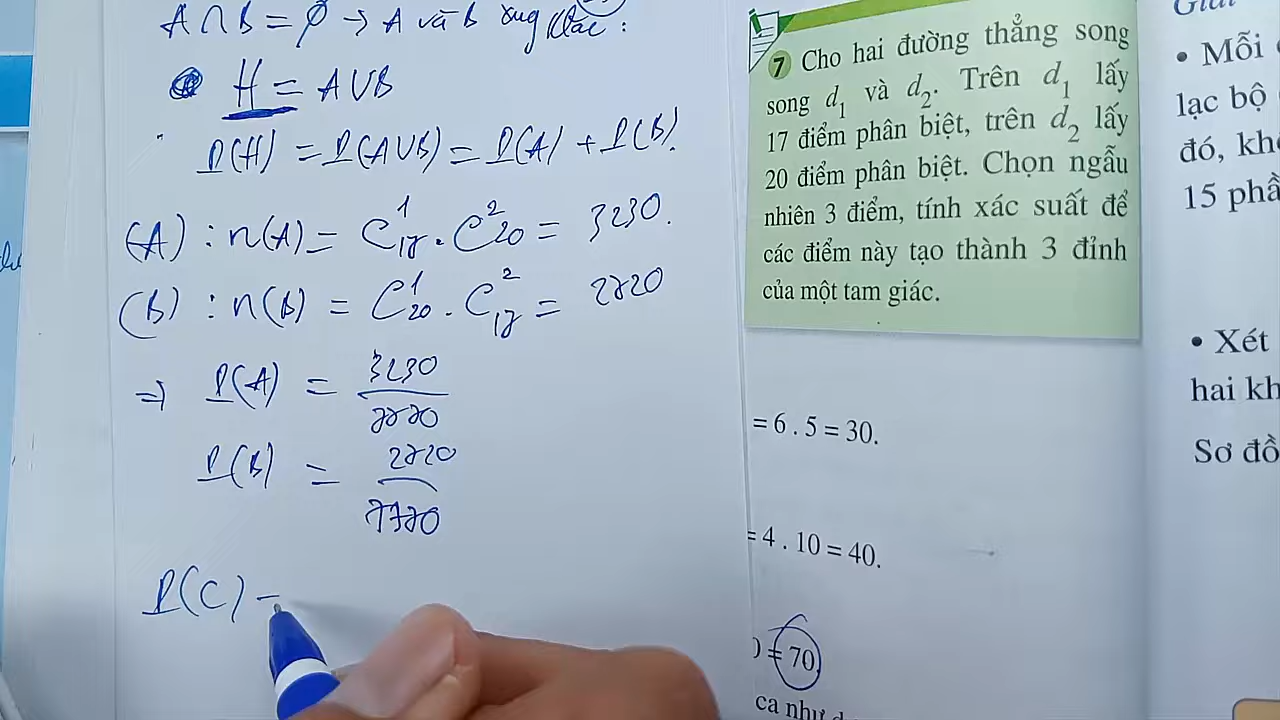 A ∩ B = ∅ → A và B xung khắc :
H = A ∪ B
P(H) = P(A ∪ B) = P(A) + P(B).
(A) : n(A) = C¹₁₇ . C²₂₀ = 3230.
(B) : n(B) = C¹₂₀ . C²₁₇ = 2720
⇒ P(A) = 3230/7770
P(B) = 2720/7770
P(C) -
7 Cho hai đường thẳng song
song d₁ và d₂. Trên d₁ lấy
17 điểm phân biệt, trên d₂ lấy
20 điểm phân biệt. Chọn ngẫu
nhiên 3 điểm, tính xác suất để
các điểm này tạo thành 3 đỉnh
của một tam giác.
= 6 . 5 = 30.
= 4 . 10 = 40.
= 70
ca như
• Mỗi
lạc bộ
đó,
15
• Xét
hai
Sơ đồ